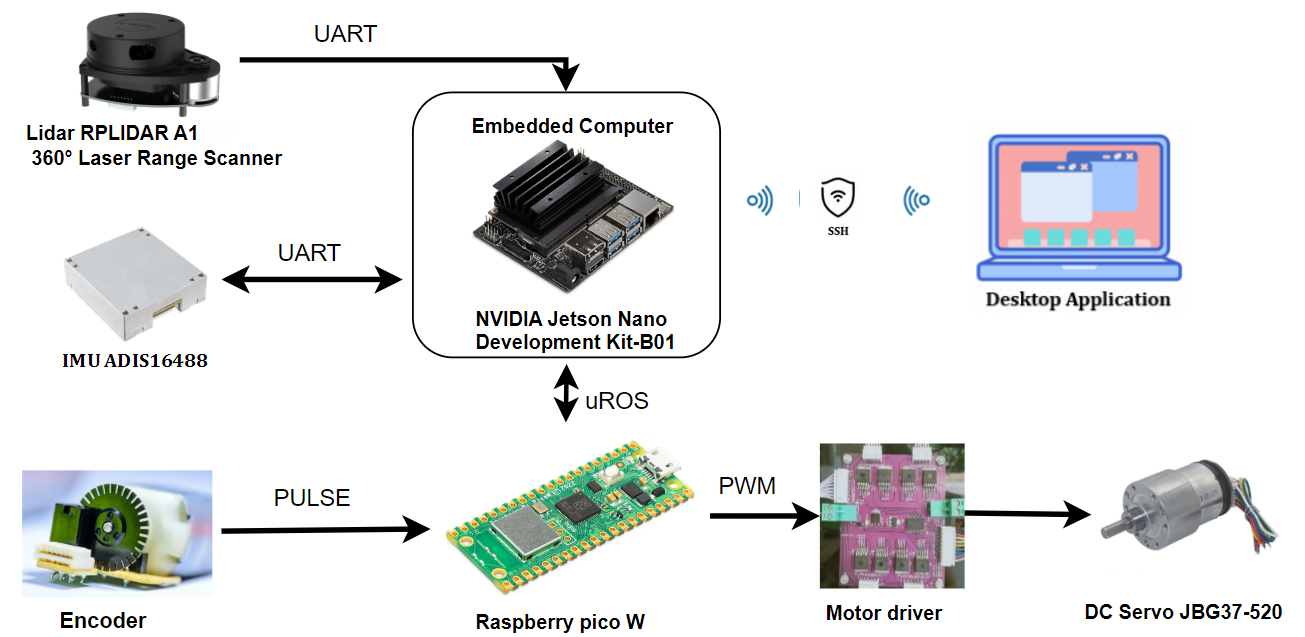 UART
Lidar RPLIDAR A1
360° Laser Range Scanner
Embedded Computer
SSH
UART
Desktop Application
NVIDIA Jetson Nano
Development Kit-B01
IMU ADIS16488
uROS
PULSE
PWM
Encoder
Raspberry pico W
Motor driver
DC Servo JBG37-520